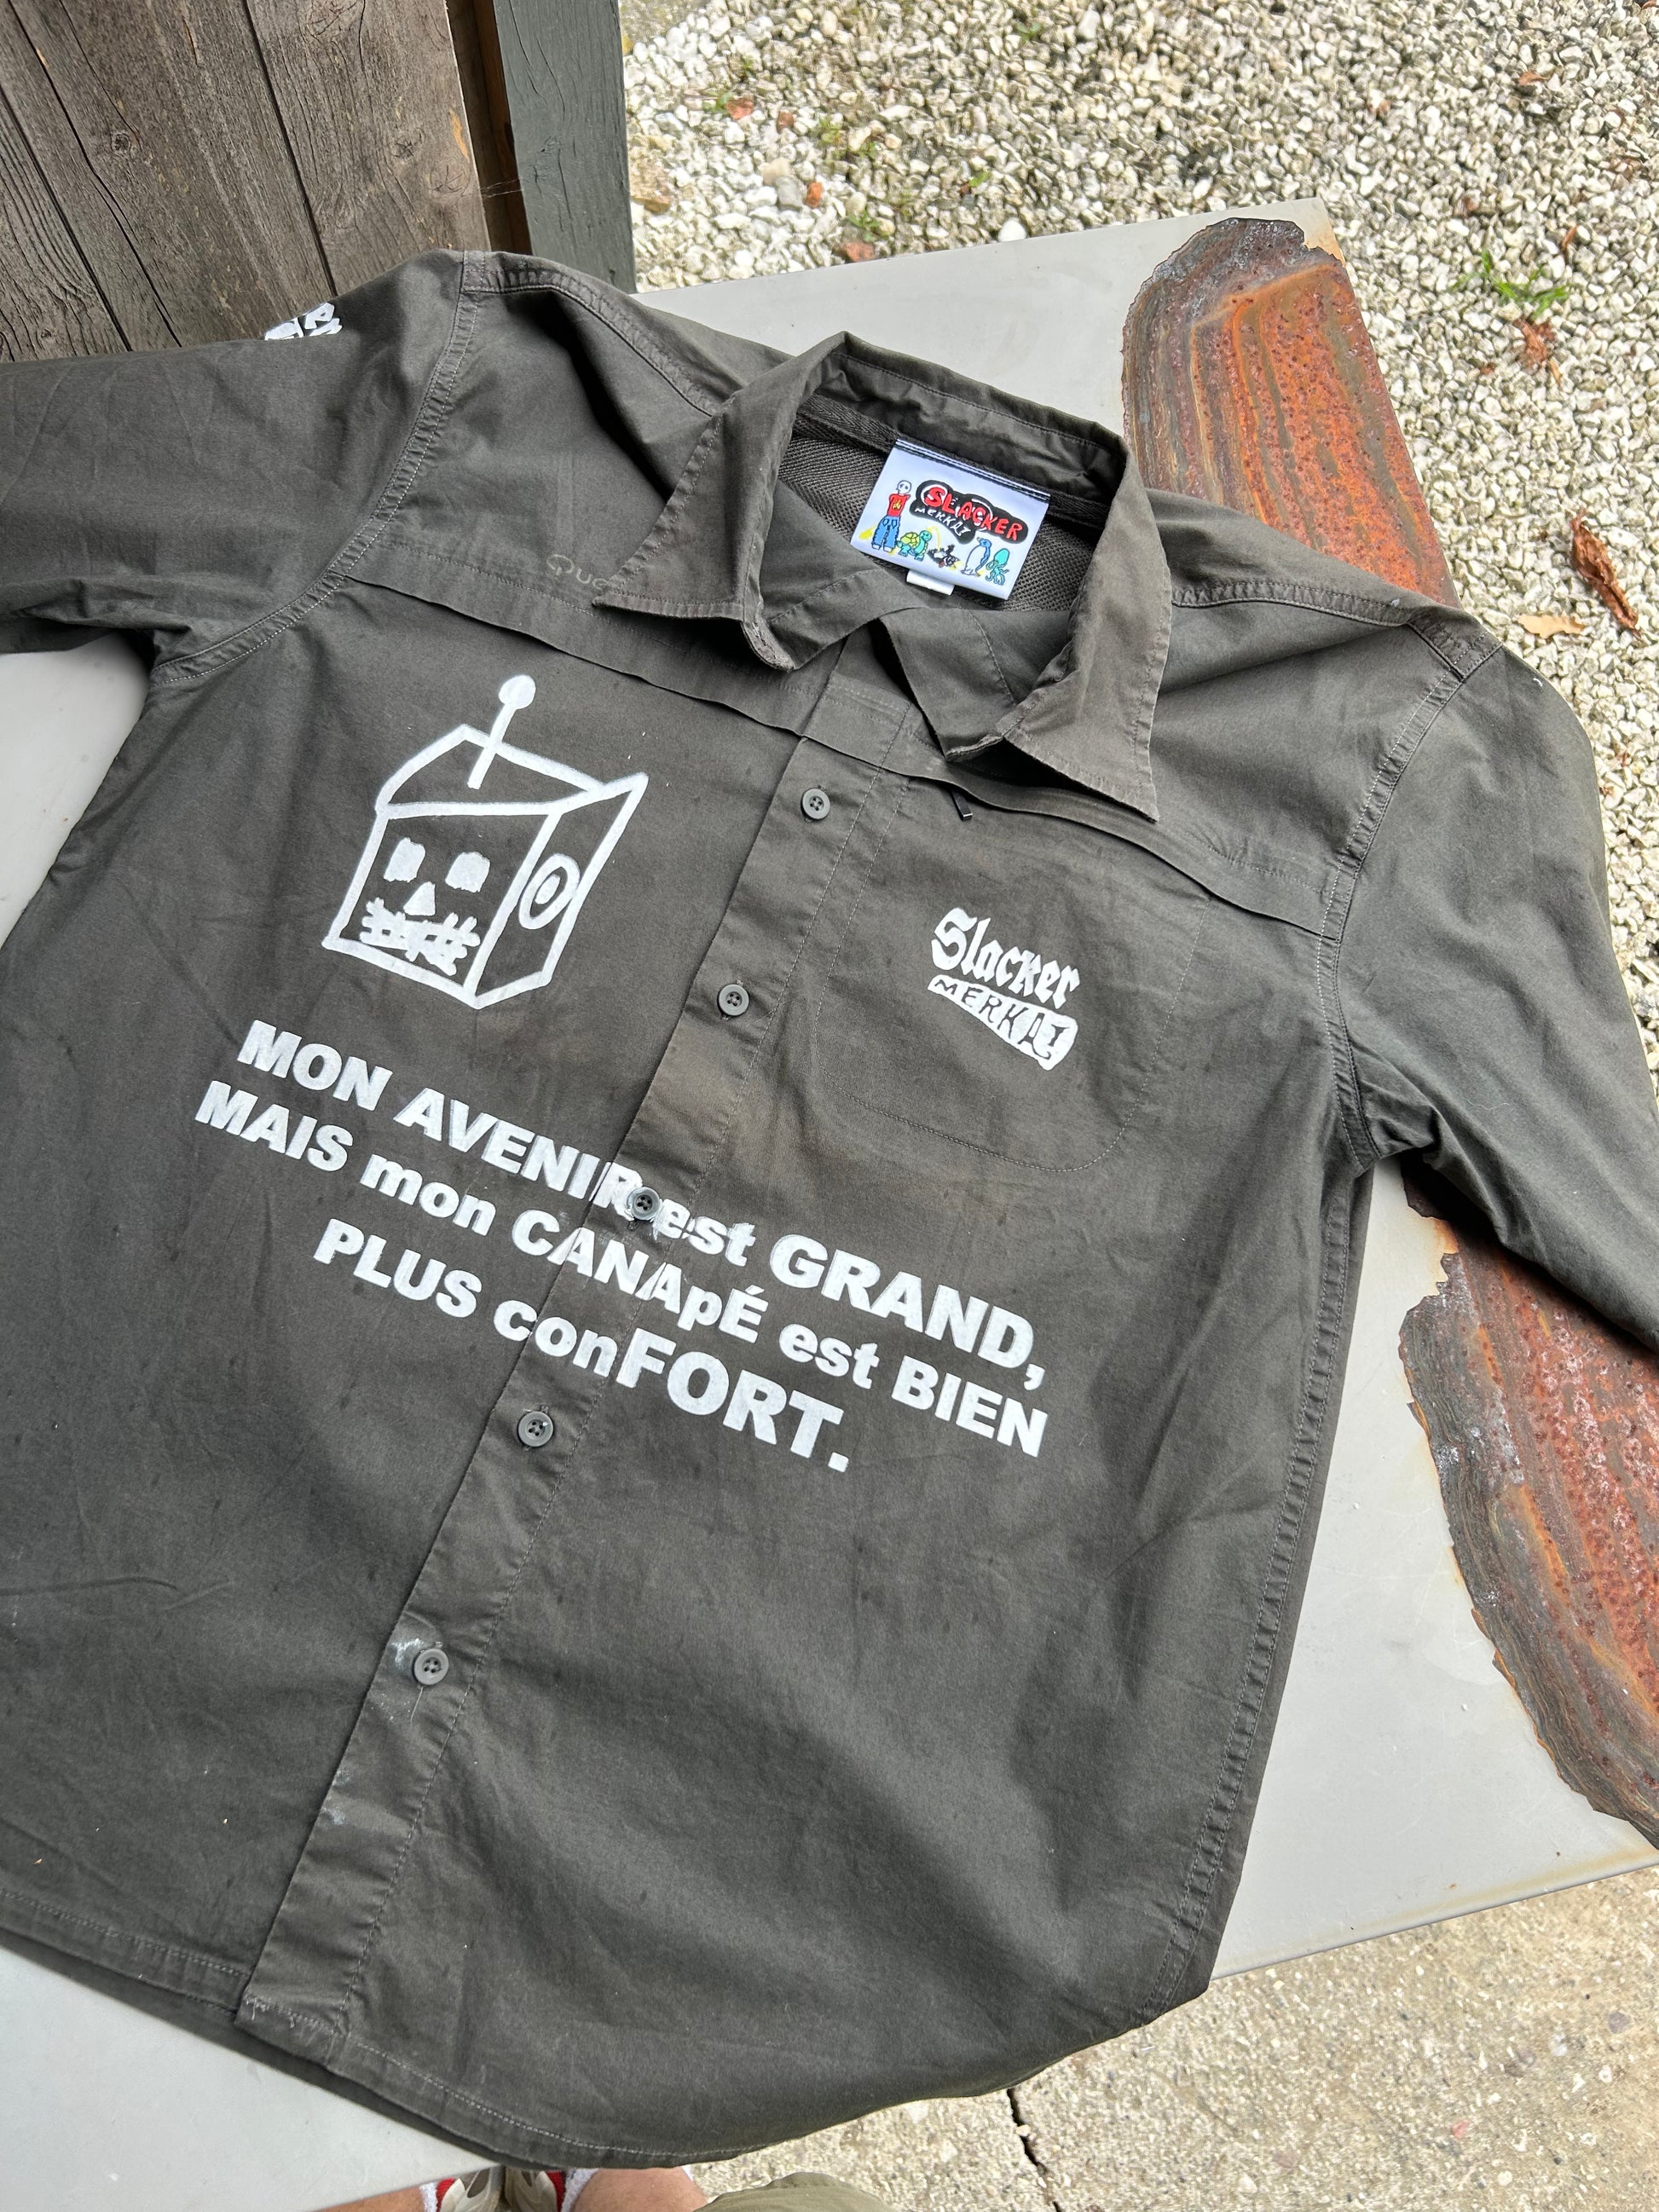 SLACKER
MERKAT
Slacker
MERKAT
MON AVENIR est GRAND,
MAIS mon CANApÉ est BIEN
PLUS conFORT.